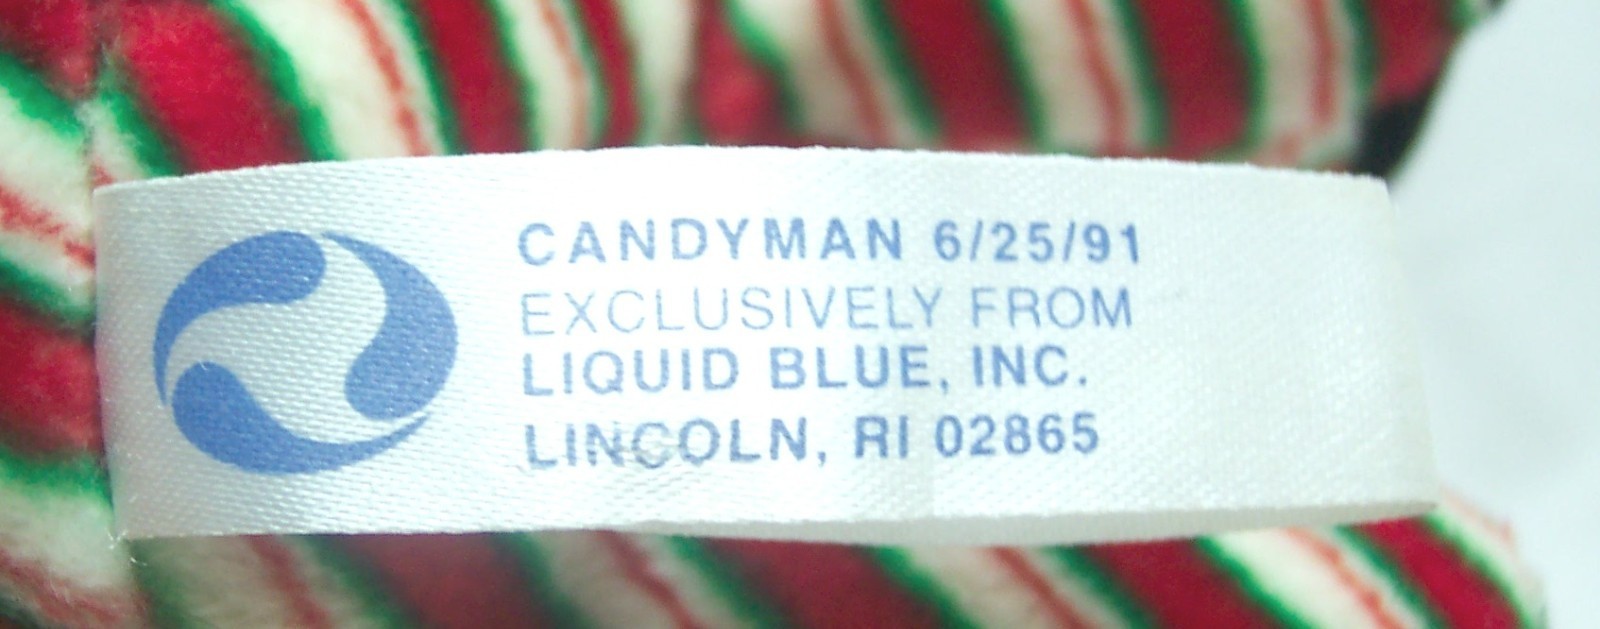 CANDYMAN 6/25/91
EXCLUSIVELY FROM
LIQUID BLUE, INC.
LINCOLN, RI 02865